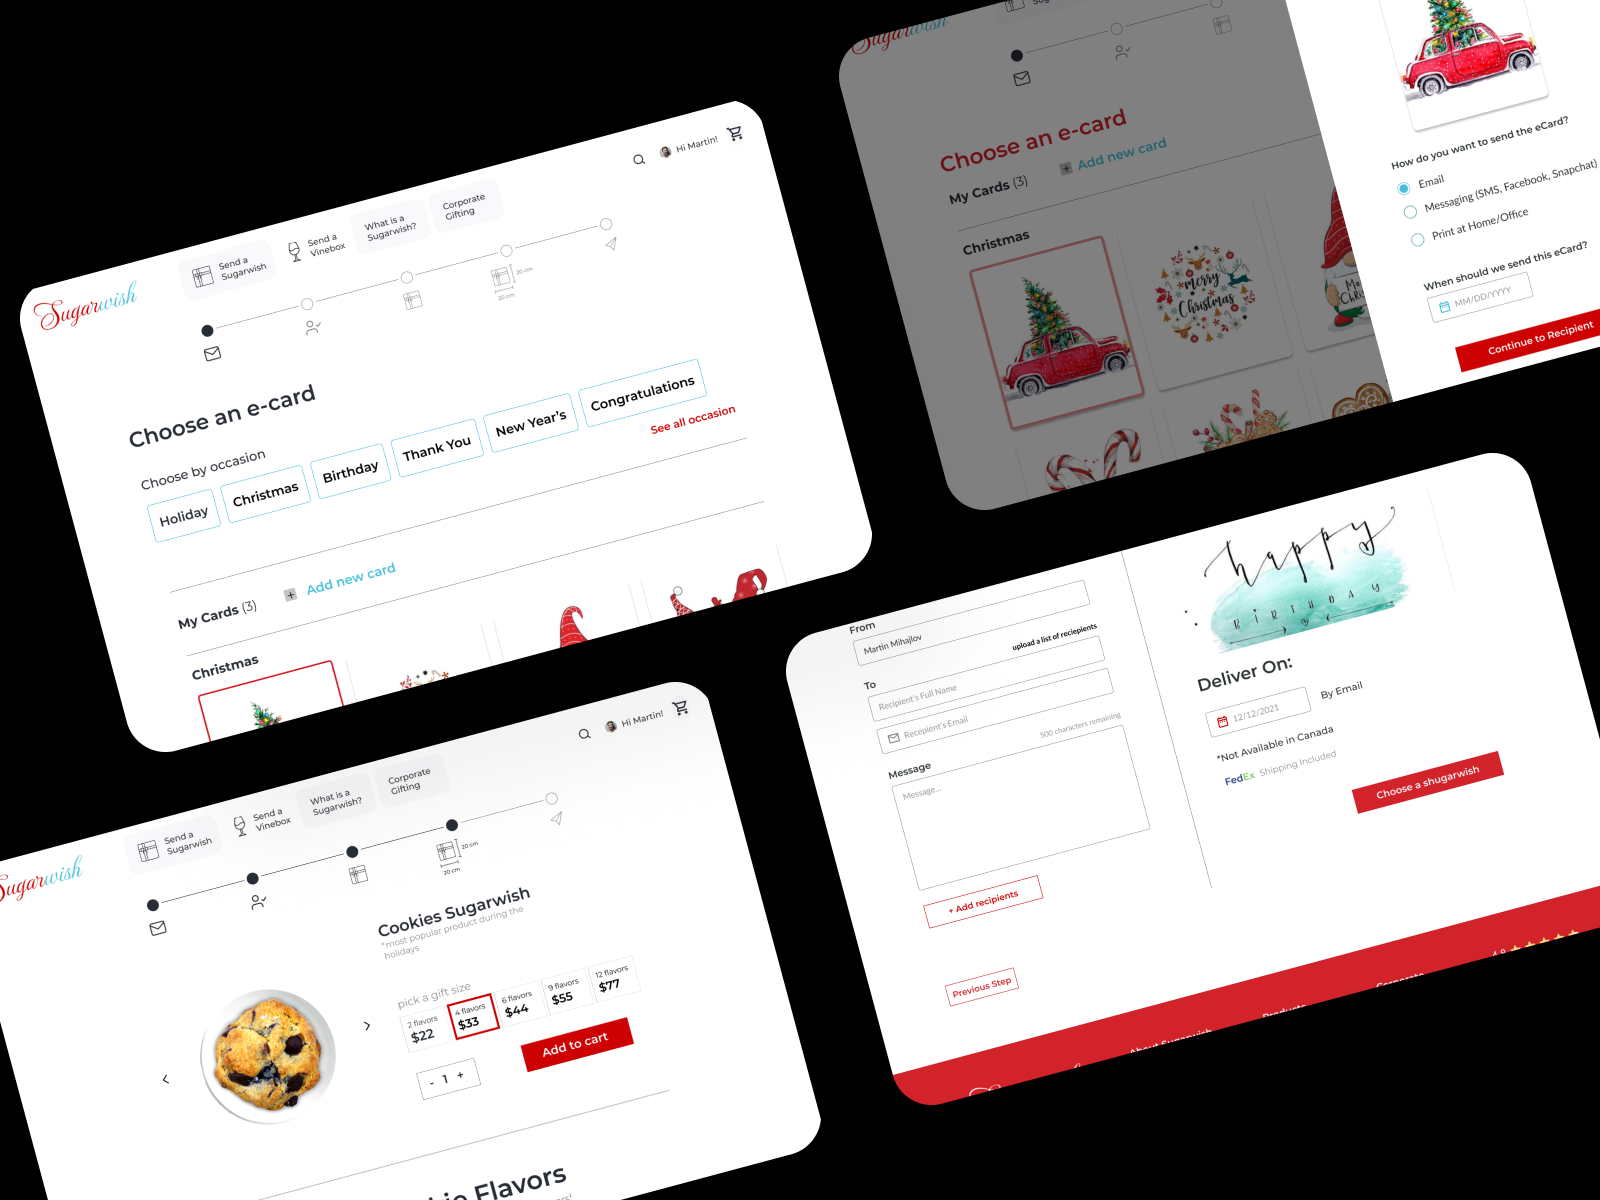 Sugarwish
Send a
Sugarwish
Send a
Vinebox
What is a
Sugarwish?
Corporate
Gifting
Hi Martin!
20 cm
20 cm
Choose an e-card
Choose by occasion
Holiday
Christmas
Birthday
Thank You
New Year's
Congratulations
See all occasion
My Cards (3)
+ Add new card
Christmas
Sugarwish
Choose an e-card
My Cards (3)
+ Add new card
Christmas
Merry
Christmas
How do you want to send the eCard?
Email
Messaging (SMS, Facebook, Snapchat)
Print at Home/Office
When should we send this eCard?
MM/DD/YYYY
Continue to Recipient
Sugarwish
Send a
Sugarwish
Send a
Vinebox
What is a
Sugarwish?
Corporate
Gifting
Hi Martin!
20 cm
20 cm
Cookies Sugarwish
*most popular product during the
holidays
pick a gift size
2 flavors
$22
4 flavors
$33
6 flavors
$44
9 flavors
$55
12 flavors
$77
- 1 +
Add to cart
Flavors
From
Martin Mihajlov
upload a list of reciepients
To
Recipient's Full Name
Recepient's Email
500 characters remaining
Message
Message...
+ Add recipients
Previous Step
happy
BIRTHDAY
Deliver On:
12/12/2021
By Email
*Not Available in Canada
FedEx Shipping Included
Choose a shugarwish
About Sugarwish
Products
Corporate
4.9